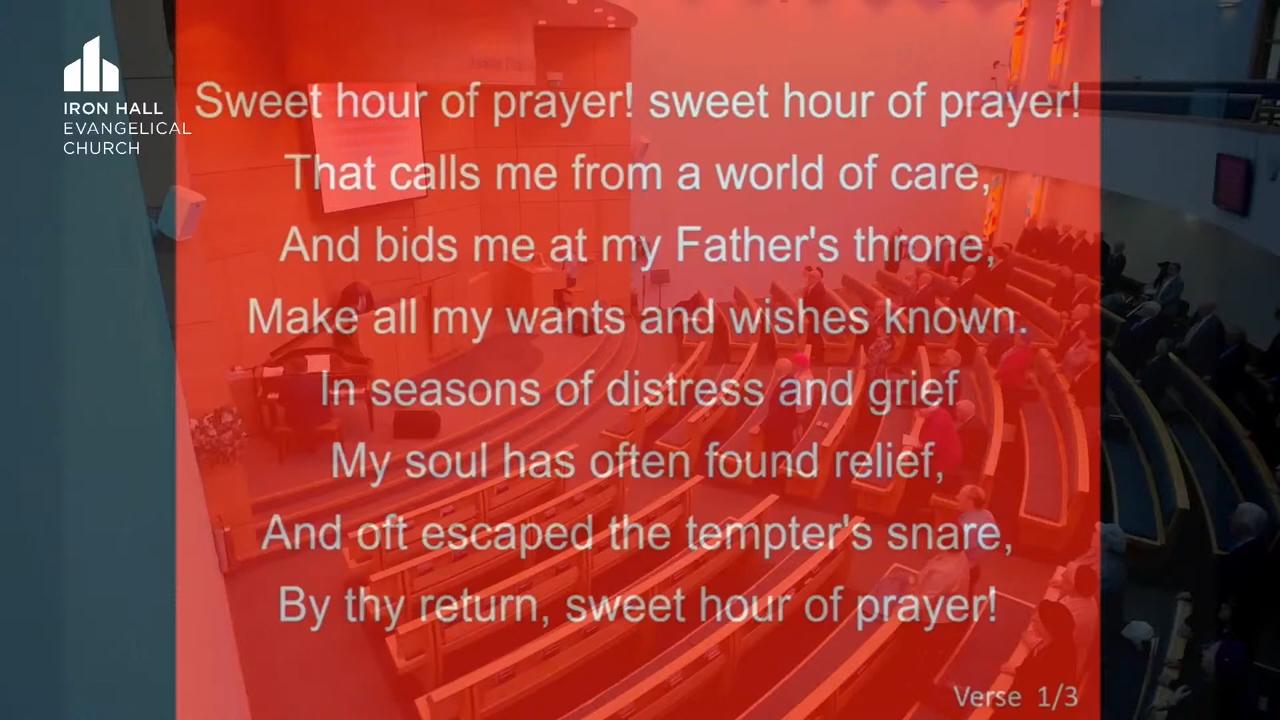 IRON HALL
EVANGELICAL
CHURCH
Sweet hour of prayer! sweet hour of prayer!
That calls me from a world of care,
And bids me at my Father's throne,
Make all my wants and wishes known.
In seasons of distress and grief
My soul has often found relief,
And oft escaped the tempter's snare,
By thy return, sweet hour of prayer!
Verse 1/3